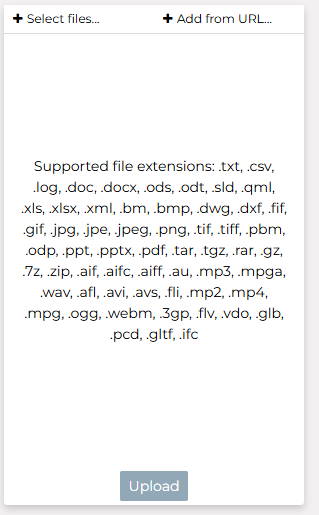 + Select files...
+ Add from URL...
Supported file extensions: .txt, .csv,
.log, .doc, .docx, .ods, .odt, .sld, .qml,
.xls, .xlsx, .xml, .bm, .bmp, .dwg, .dxf, .fif,
.gif, .jpg, .jpe, .jpeg, .png, .tif, .tiff, .pbm,
.odp, .ppt, .pptx, .pdf, .tar, .tgz, .rar, .gz,
.7z, .zip, .aif, .aifc, .aiff, .au, .mp3, .mpga,
.wav, .afl, .avi, .avs, .fli, .mp2, .mp4,
.mpg, .ogg, .webm, .3gp, .flv, .vdo, .glb,
.pcd, .gltf, .ifc
Upload